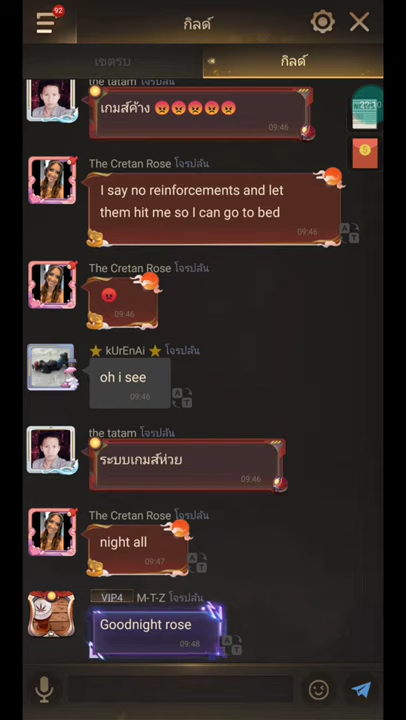 92
กิลด์
เขตรบ
กิลด์
the tatam โจรปล้น
เกมส์ค้าง 😡😡😡😡😡
09:46
The Cretan Rose โจรปล้น
I say no reinforcements and let
them hit me so I can go to bed
09:46
The Cretan Rose โจรปล้น
😡
09:46
⭐ kUrEnAi ⭐ โจรปล้น
oh i see
09:46
the tatam โจรปล้น
ระบบเกมส์ห่วย
09:46
The Cretan Rose โจรปล้น
night all
09:47
VIP4 M-T-Z โจรปล้น
Goodnight rose
09:48